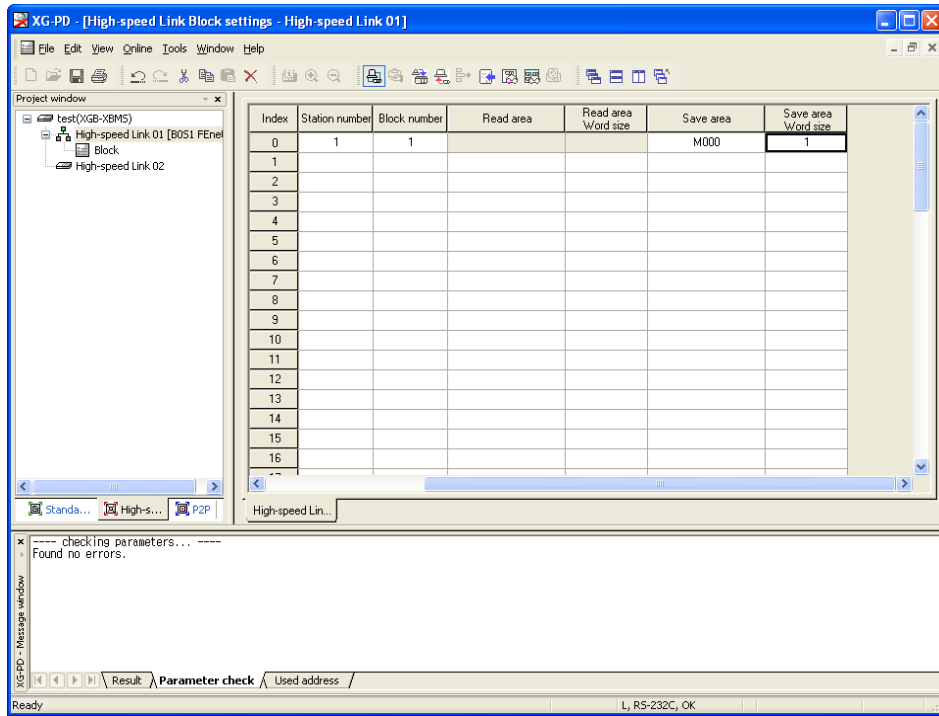 XG-PD - [High-speed Link Block settings - High-speed Link 01]
File Edit View Online Tools Window Help
Project window
test(XGB-XBMS)
High-speed Link 01 [B0S1 FEnet
Block
High-speed Link 02
Standa... High-s... P2P
Index Station number Block number Read area Read area Word size Save area Save area Word size
0 1 1 M000 1
1
2
3
4
5
6
7
8
9
10
11
12
13
14
15
16
17
High-speed Lin...
---- checking parameters... ----
Found no errors.
XG-PD - Message window
Result Parameter check Used address
Ready L, RS-232C, OK